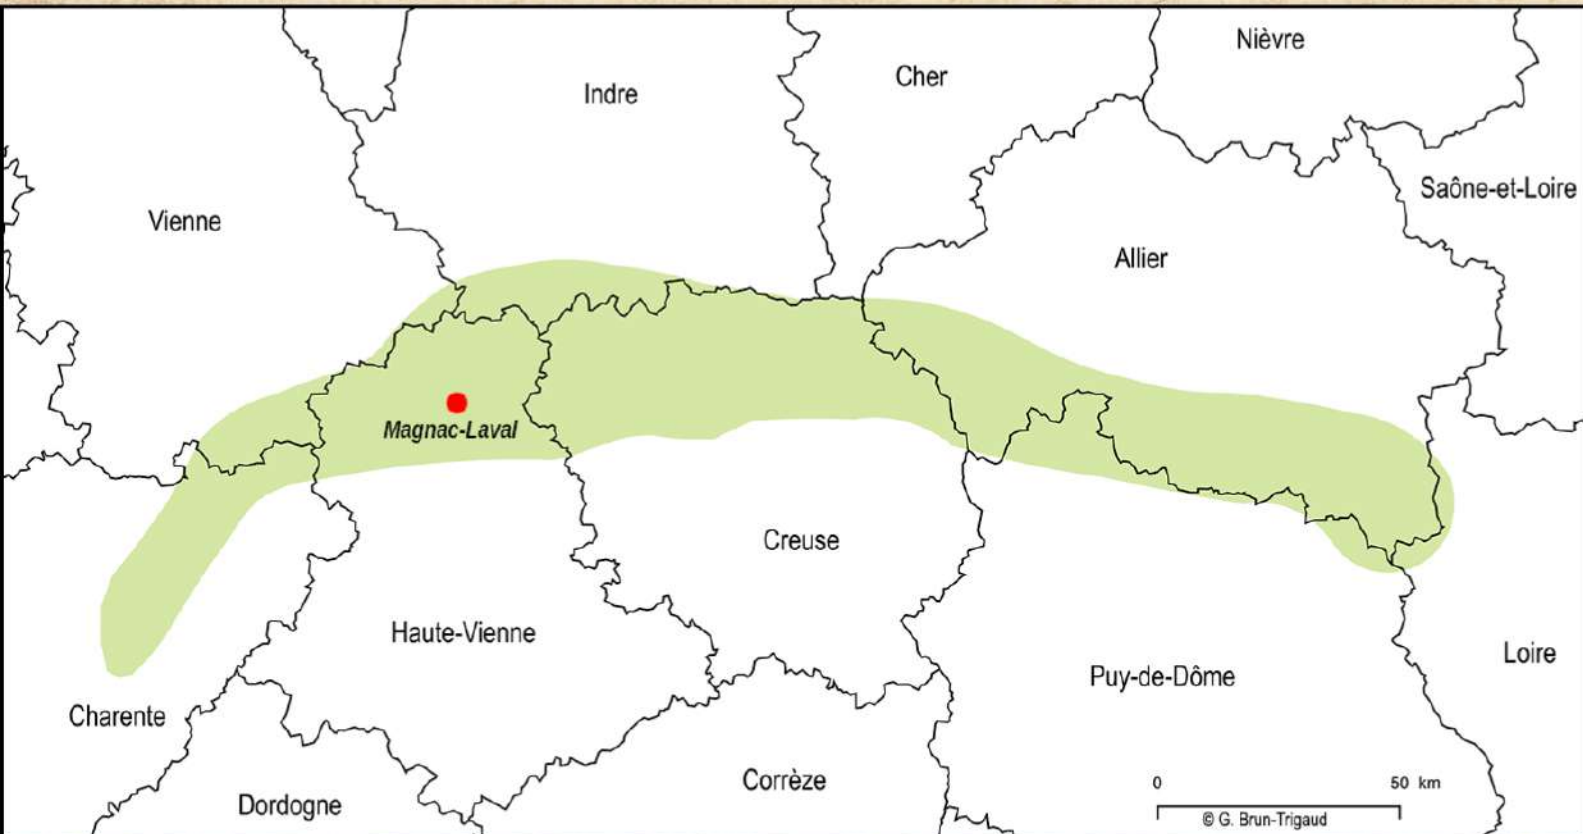 Nièvre
Cher
Indre
Saône-et-Loire
Vienne
Allier
Magnac-Laval
Creuse
Haute-Vienne
Loire
Puy-de-Dôme
Charente
Corrèze
0 50 km
Dordogne
© G. Brun-Trigaud